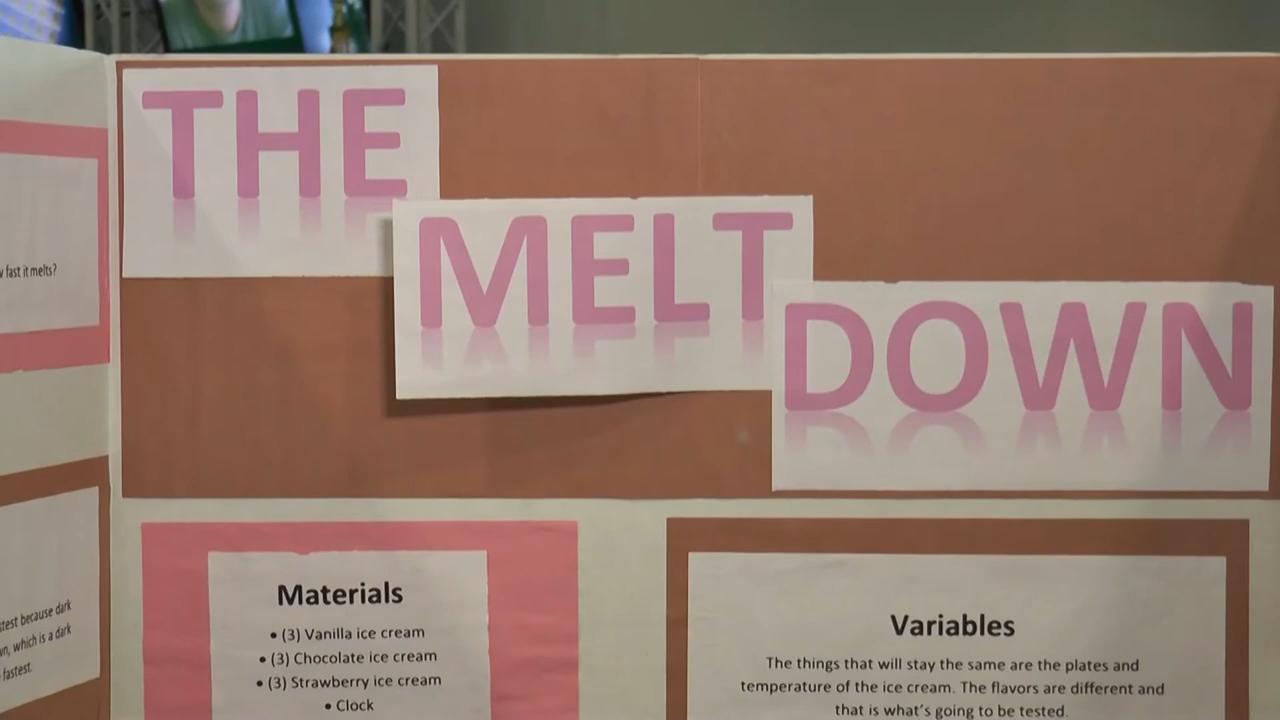 THE
MELT
DOWN
fast it melts?
because dark
which is a dark
fastest.
Materials
• (3) Vanilla ice cream
• (3) Chocolate ice cream
• (3) Strawberry ice cream
• Clock
Variables
The things that will stay the same are the plates and
temperature of the ice cream. The flavors are different and
that is what's going to be tested.